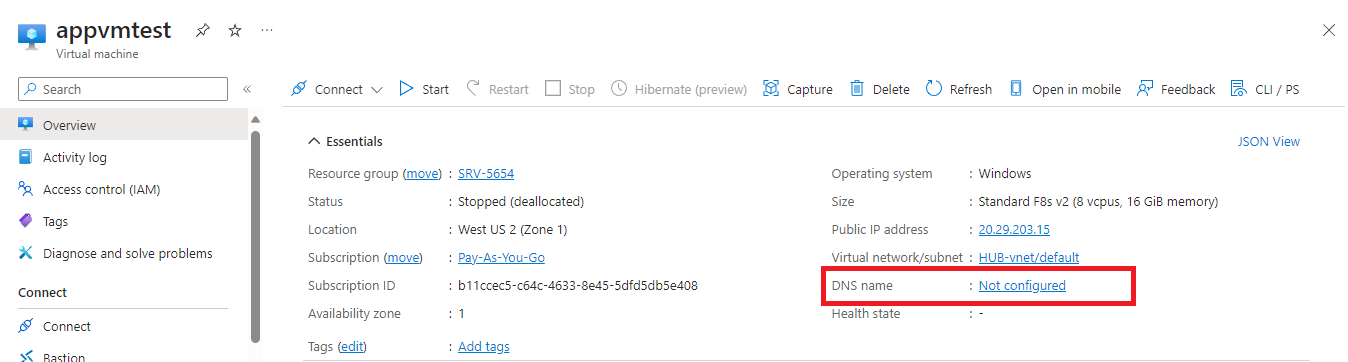 appvmtest
Virtual machine
Search
Overview
Activity log
Access control (IAM)
Tags
Diagnose and solve problems
Connect
Connect
Bastion
Connect Start Restart Stop Hibernate (preview) Capture Delete Refresh Open in mobile Feedback CLI / PS
Essentials JSON View
Resource group (move) : SRV-5654
Status : Stopped (deallocated)
Location : West US 2 (Zone 1)
Subscription (move) : Pay-As-You-Go
Subscription ID : b11ccec5-c64c-4633-8e45-5dfd5db5e408
Availability zone : 1
Tags (edit) : Add tags
Operating system : Windows
Size : Standard F8s v2 (8 vcpus, 16 GiB memory)
Public IP address : 20.29.203.15
Virtual network/subnet : HUB-vnet/default
DNS name : Not configured
Health state : -